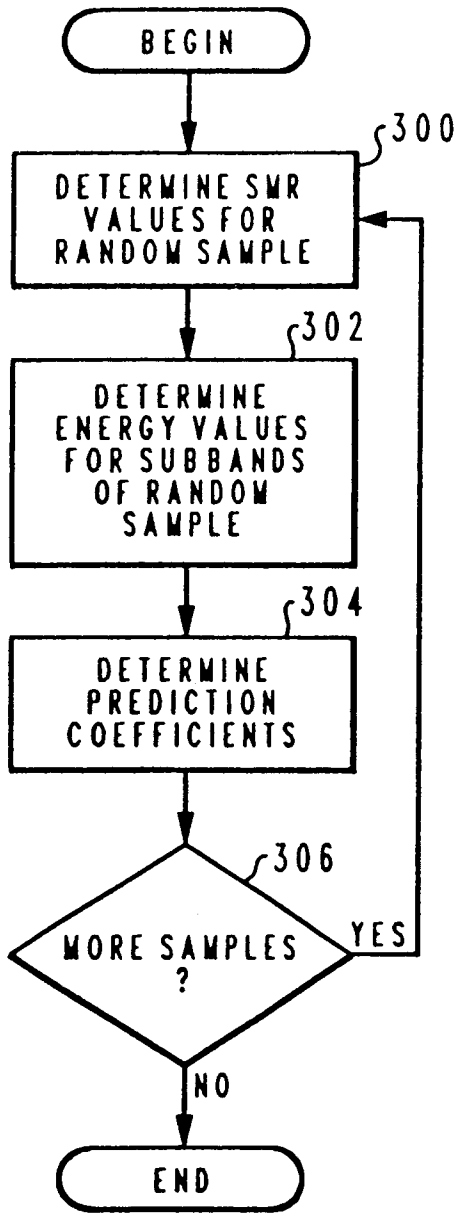 BEGIN
300
DETERMINE SMR
VALUES FOR
RANDOM SAMPLE
302
DETERMINE
ENERGY VALUES
FOR SUBBANDS
OF RANDOM
SAMPLE
304
DETERMINE
PREDICTION
COEFFICIENTS
306
MORE SAMPLES
?
YES
NO
END